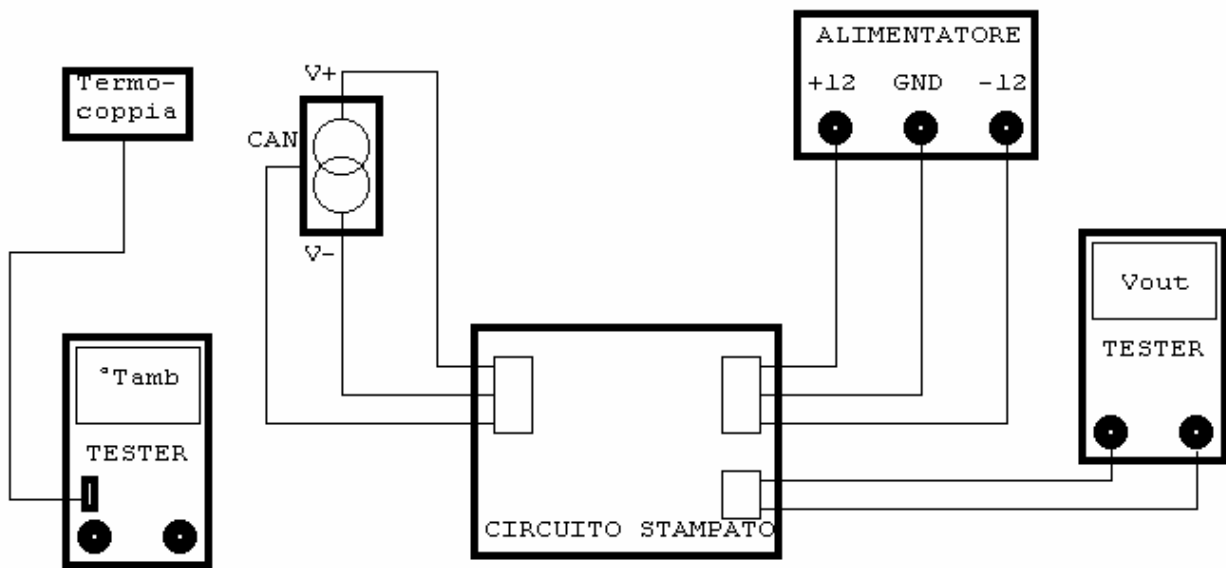 ALIMENTATORE
+12 GND -12
Termo-
coppia
V+
CAN
V-
Vout
TESTER
°Tamb
TESTER
CIRCUITO STAMPATO